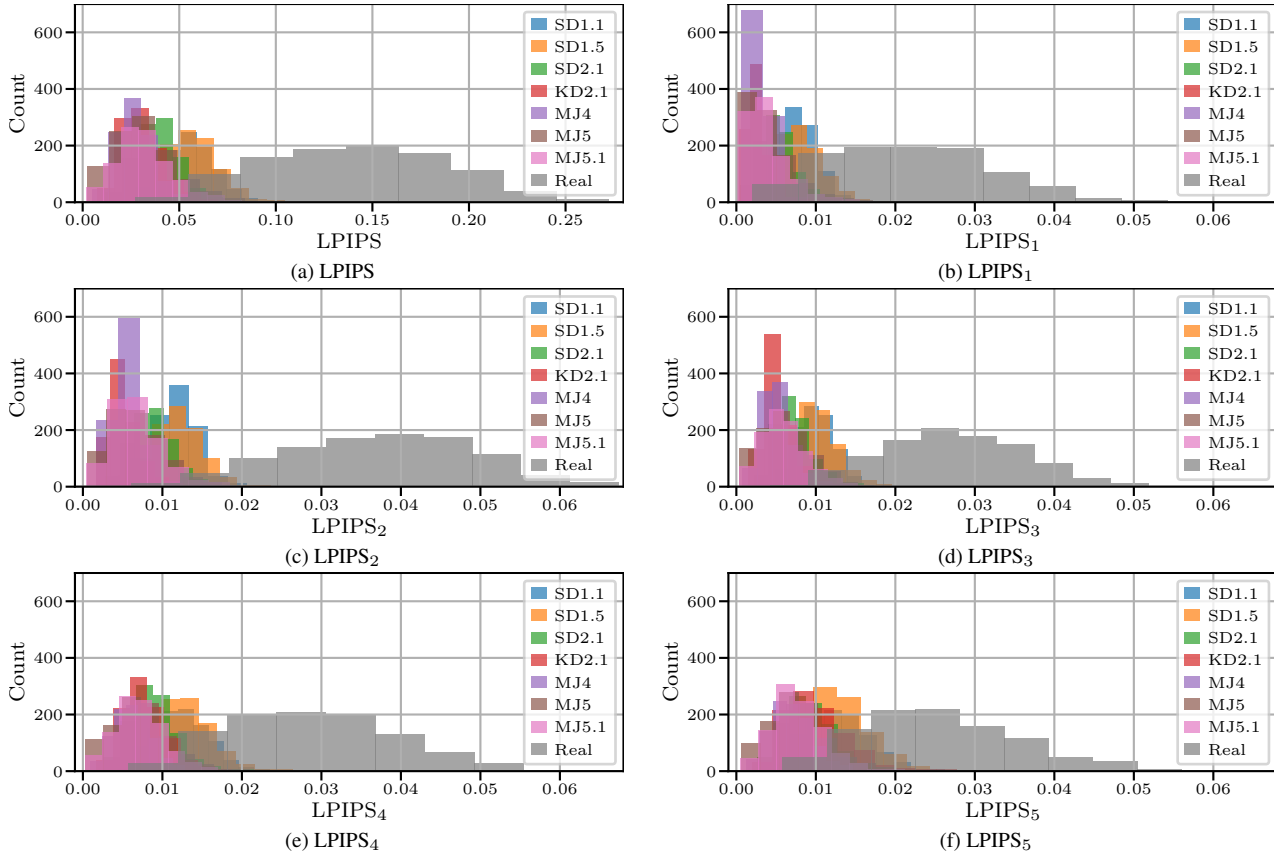 600
400
200
0
Count
0.00 0.05 0.10 0.15 0.20 0.25
LPIPS
SD1.1
SD1.5
SD2.1
KD2.1
MJ4
MJ5
MJ5.1
Real
(a) LPIPS
600
400
200
0
Count
0.00 0.01 0.02 0.03 0.04 0.05 0.06
LPIPS₁
SD1.1
SD1.5
SD2.1
KD2.1
MJ4
MJ5
MJ5.1
Real
(b) LPIPS₁
600
400
200
0
Count
0.00 0.01 0.02 0.03 0.04 0.05 0.06
LPIPS₂
SD1.1
SD1.5
SD2.1
KD2.1
MJ4
MJ5
MJ5.1
Real
(c) LPIPS₂
600
400
200
0
Count
0.00 0.01 0.02 0.03 0.04 0.05 0.06
LPIPS₃
SD1.1
SD1.5
SD2.1
KD2.1
MJ4
MJ5
MJ5.1
Real
(d) LPIPS₃
600
400
200
0
Count
0.00 0.01 0.02 0.03 0.04 0.05 0.06
LPIPS₄
SD1.1
SD1.5
SD2.1
KD2.1
MJ4
MJ5
MJ5.1
Real
(e) LPIPS₄
600
400
200
0
Count
0.00 0.01 0.02 0.03 0.04 0.05 0.06
LPIPS₅
SD1.1
SD1.5
SD2.1
KD2.1
MJ4
MJ5
MJ5.1
Real
(f) LPIPS₅